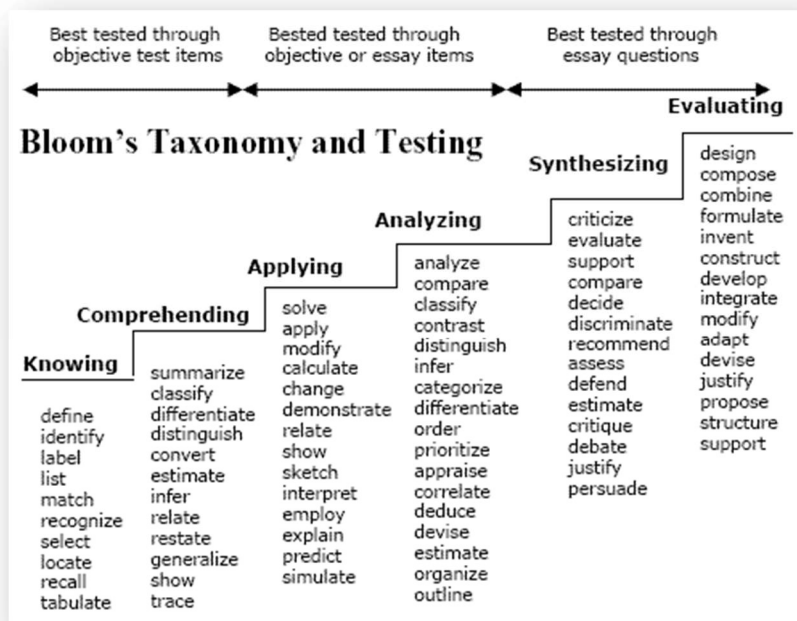 Best tested through
objective test items
Bested tested through
objective or essay items
Best tested through
essay questions
Bloom's Taxonomy and Testing
Knowing
define
identify
label
list
match
recognize
select
locate
recall
tabulate
Comprehending
summarize
classify
differentiate
distinguish
convert
estimate
infer
relate
restate
generalize
show
trace
Applying
solve
apply
modify
calculate
change
demonstrate
relate
show
sketch
interpret
employ
explain
predict
simulate
Analyzing
analyze
compare
classify
contrast
distinguish
infer
categorize
differentiate
order
prioritize
appraise
correlate
deduce
devise
estimate
organize
outline
Synthesizing
criticize
evaluate
support
compare
decide
discriminate
recommend
assess
defend
estimate
critique
debate
justify
persuade
Evaluating
design
compose
combine
formulate
invent
construct
develop
integrate
modify
adapt
devise
justify
propose
structure
support